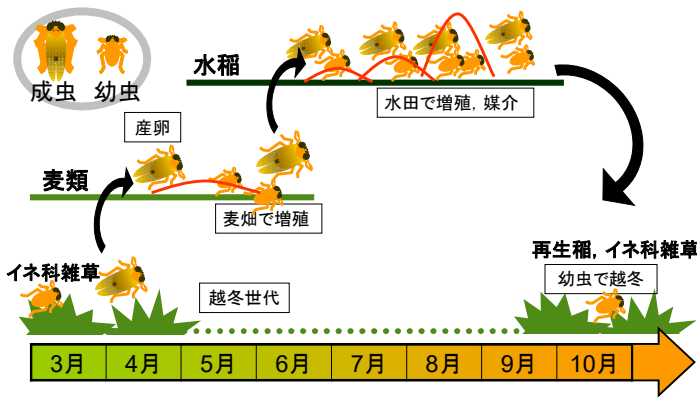 成虫 幼虫
水稲
水田で増殖，媒介
産卵
麦類
麦畑で増殖
イネ科雑草
越冬世代
再生稲，イネ科雑草
幼虫で越冬
3月 4月 5月 6月 7月 8月 9月 10月